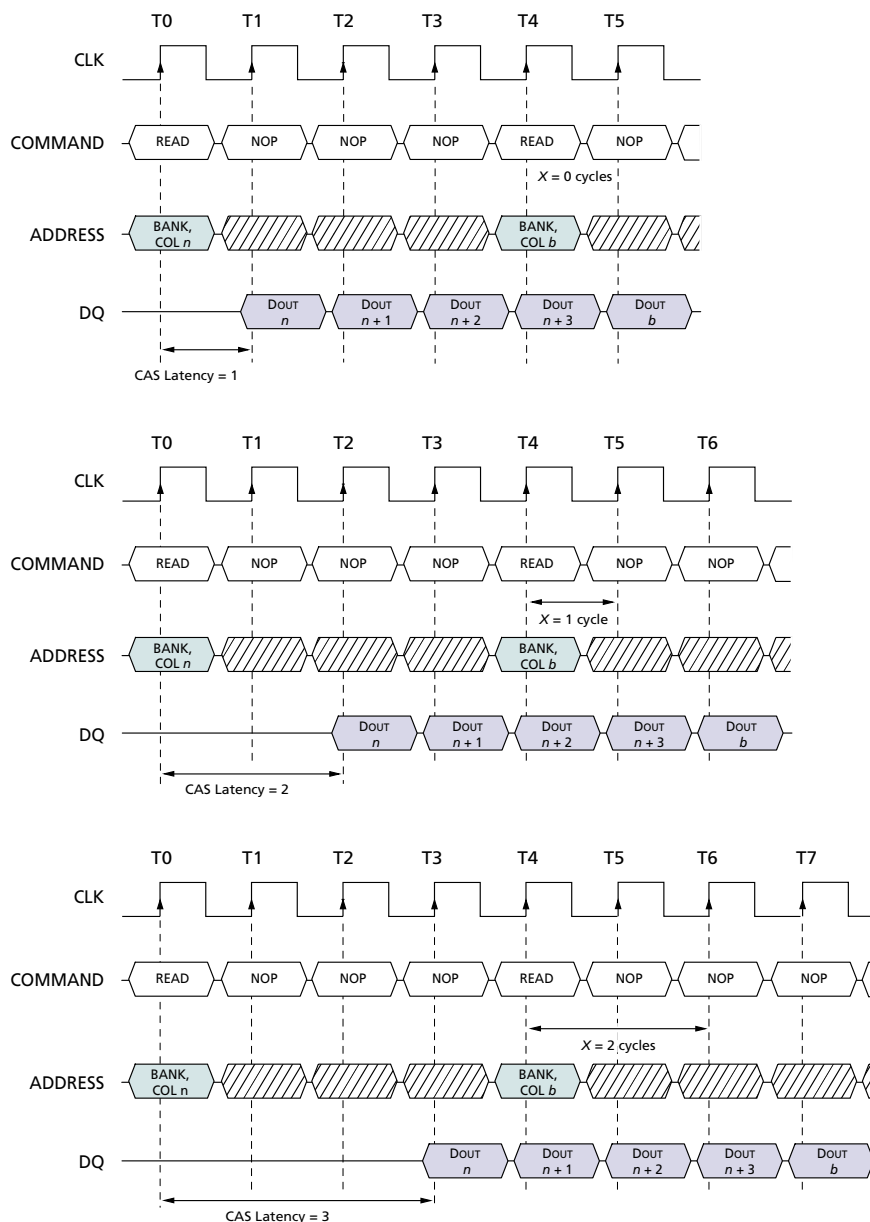 T0 T1 T2 T3 T4 T5
CLK
COMMAND READ NOP NOP NOP READ NOP
X = 0 cycles
ADDRESS BANK, COL n BANK, COL b
DQ DOUT n DOUT n + 1 DOUT n + 2 DOUT n + 3 DOUT b
CAS Latency = 1
T0 T1 T2 T3 T4 T5 T6
CLK
COMMAND READ NOP NOP NOP READ NOP NOP
X = 1 cycle
ADDRESS BANK, COL n BANK, COL b
DQ DOUT n DOUT n + 1 DOUT n + 2 DOUT n + 3 DOUT b
CAS Latency = 2
T0 T1 T2 T3 T4 T5 T6 T7
CLK
COMMAND READ NOP NOP NOP READ NOP NOP NOP
X = 2 cycles
ADDRESS BANK, COL n BANK, COL b
DQ DOUT n DOUT n + 1 DOUT n + 2 DOUT n + 3 DOUT b
CAS Latency = 3